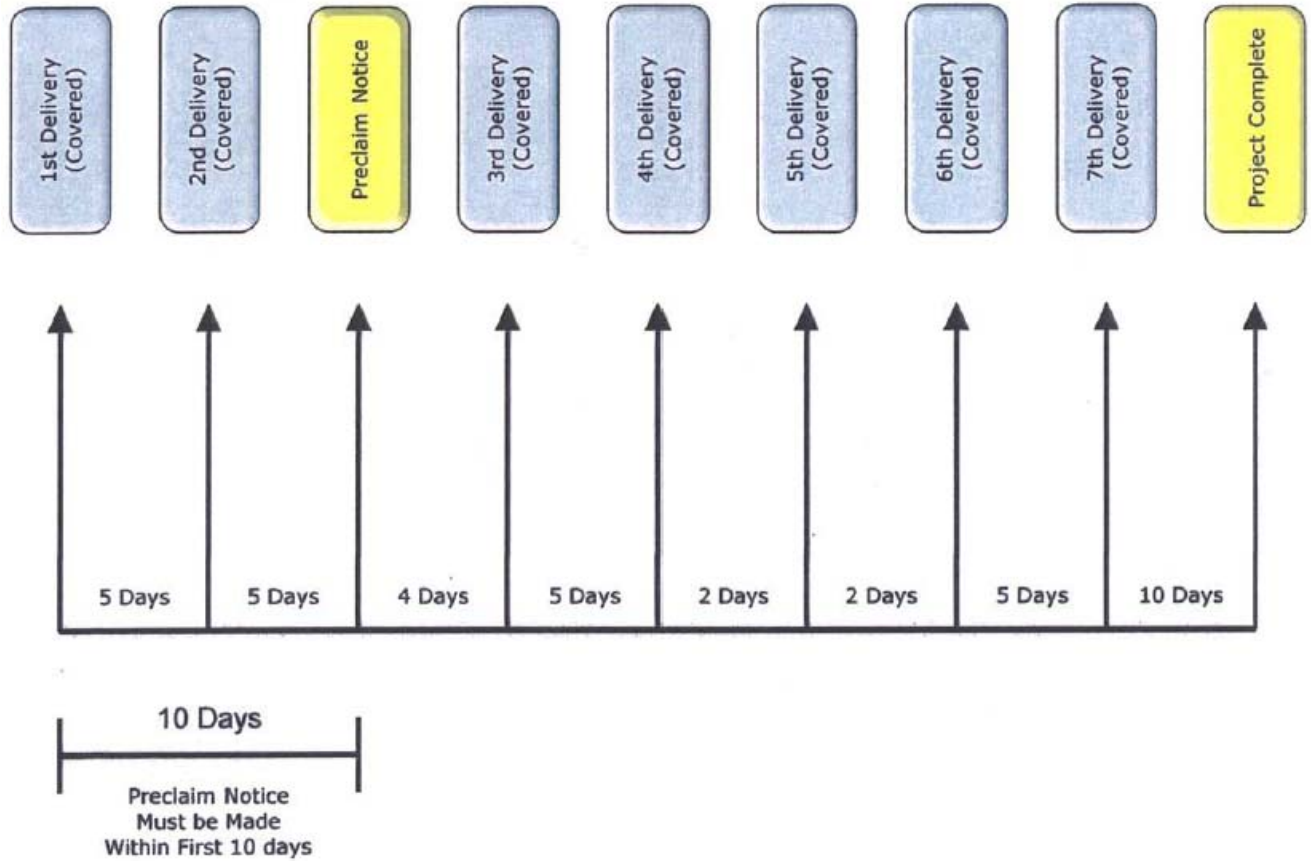 1st Delivery
(Covered)
2nd Delivery
(Covered)
Preclaim Notice
3rd Delivery
(Covered)
4th Delivery
(Covered)
5th Delivery
(Covered)
6th Delivery
(Covered)
7th Delivery
(Covered)
Project Complete
5 Days
5 Days
4 Days
5 Days
2 Days
2 Days
5 Days
10 Days
10 Days
Preclaim Notice
Must be Made
Within First 10 days